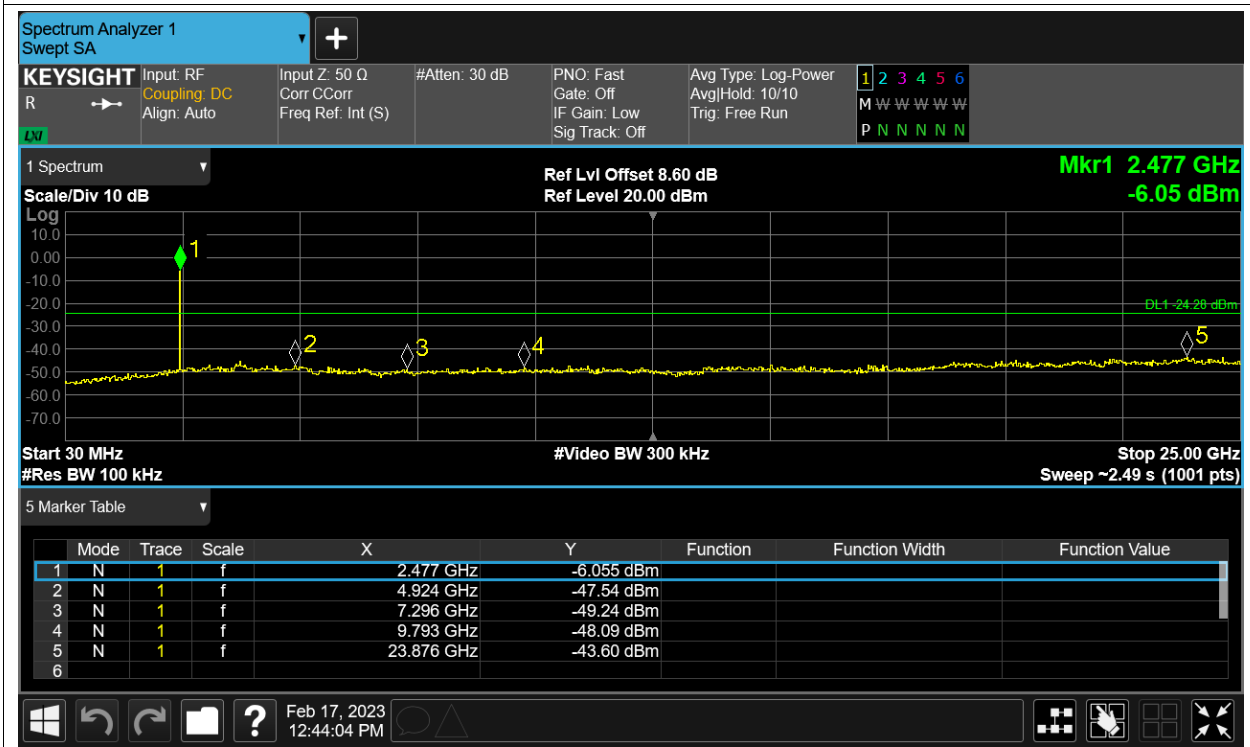 Spectrum Analyzer 1
Swept SA
+
KEYSIGHT Input: RF Input Z: 50 Ω #Atten: 30 dB PNO: Fast Avg Type: Log-Power 1 2 3 4 5 6
R Coupling: DC Corr CCorr Gate: Off Avg|Hold: 10/10 M W W W W W
Align: Auto Freq Ref: Int (S) IF Gain: Low Trig: Free Run
LXI Sig Track: Off P N N N N N
1 Spectrum Ref Lvl Offset 8.60 dB Mkr1 2.477 GHz
Scale/Div 10 dB Ref Level 20.00 dBm -6.05 dBm
Log
10.0
0.00 1
-10.0
-20.0 DL1 -24.28 dBm
-30.0
-40.0 2 3 4 5
-50.0
-60.0
-70.0
Start 30 MHz #Video BW 300 kHz Stop 25.00 GHz
#Res BW 100 kHz Sweep ~2.49 s (1001 pts)
5 Marker Table
Mode Trace Scale X Y Function Function Width Function Value
1 N 1 f 2.477 GHz -6.055 dBm
2 N 1 f 4.924 GHz -47.54 dBm
3 N 1 f 7.296 GHz -49.24 dBm
4 N 1 f 9.793 GHz -48.09 dBm
5 N 1 f 23.876 GHz -43.60 dBm
6
? Feb 17, 2023
12:44:04 PM